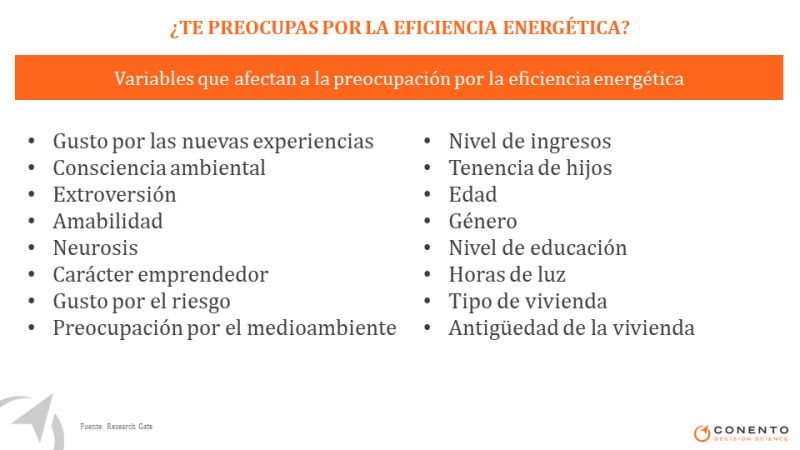 ¿TE PREOCUPAS POR LA EFICIENCIA ENERGÉTICA?
Variables que afectan a la preocupación por la eficiencia energética
• Gusto por las nuevas experiencias
• Consciencia ambiental
• Extroversión
• Amabilidad
• Neurosis
• Carácter emprendedor
• Gusto por el riesgo
• Preocupación por el medioambiente
• Nivel de ingresos
• Tenencia de hijos
• Edad
• Género
• Nivel de educación
• Horas de luz
• Tipo de vivienda
• Antigüedad de la vivienda
Fuente: Research Gate
CONENTO
DECISION SCIENCE